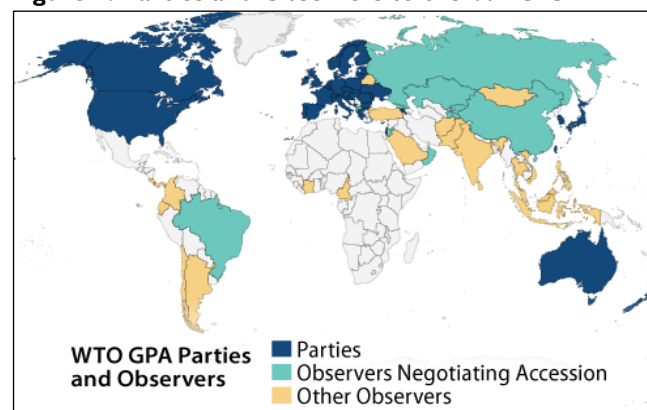 WTO GPA Parties
and Observers
Parties
Observers Negotiating Accession
Other Observers